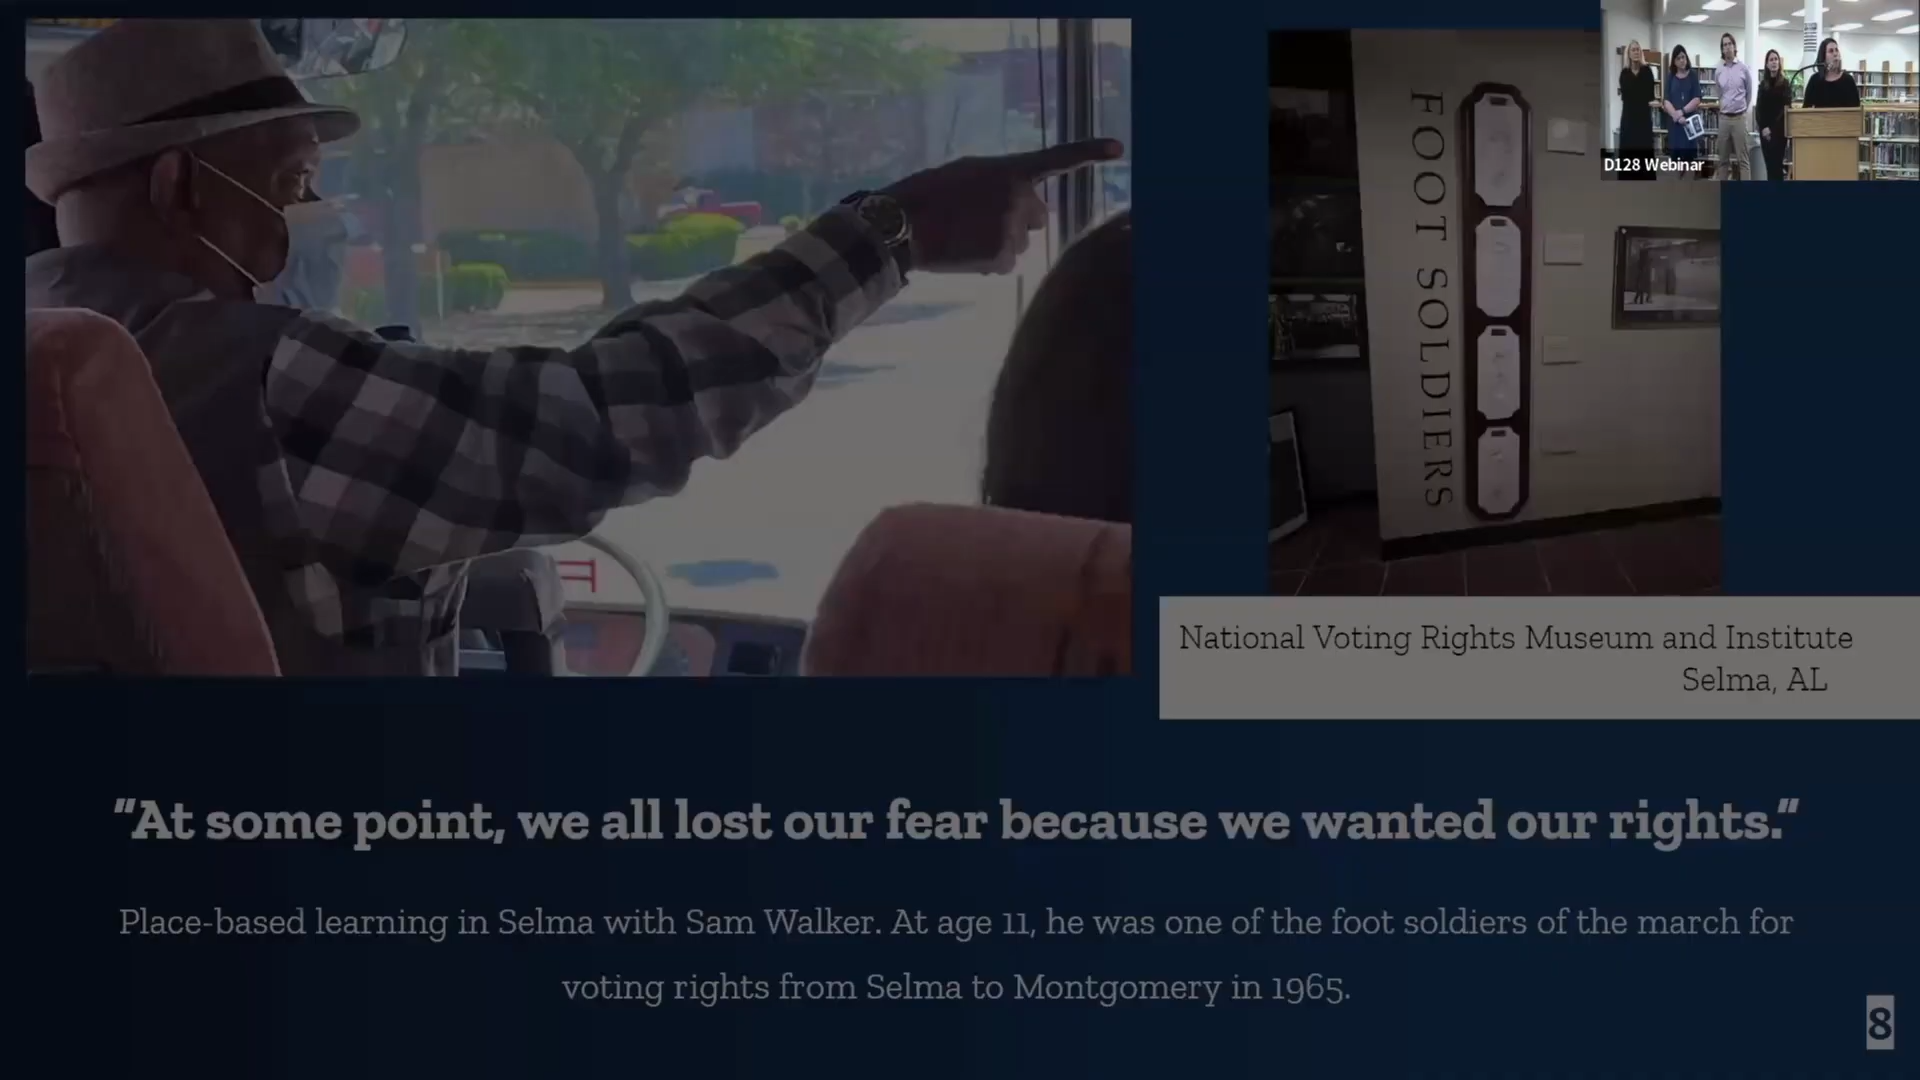 D128 Webinar
FOOT SOLDIERS
National Voting Rights Museum and Institute
Selma, AL
"At some point, we all lost our fear because we wanted our rights."
Place-based learning in Selma with Sam Walker. At age 11, he was one of the foot soldiers of the march for
voting rights from Selma to Montgomery in 1965.
8